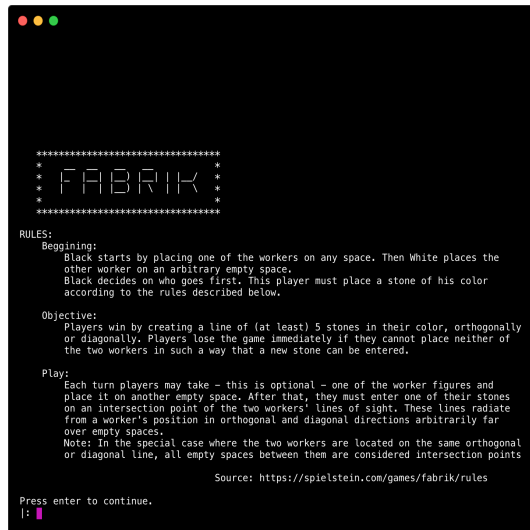 *********************************
FABRIK
*********************************
RULES:
Beggining:
Black starts by placing one of the workers on any space. Then White places the
other worker on an arbitrary empty space.
Black decides on who goes first. This player must place a stone of his color
according to the rules described below.
Objective:
Players win by creating a line of (at least) 5 stones in their color, orthogonally
or diagonally. Players lose the game immediately if they cannot place neither of
the two workers in such a way that a new stone can be entered.
Play:
Each turn players may take – this is optional – one of the worker figures and
place it on another empty space. After that, they must enter one of their stones
on an intersection point of the two workers' lines of sight. These lines radiate
from a worker's position in orthogonal and diagonal directions arbitrarily far
over empty spaces.
Note: In the special case where the two workers are located on the same orthogonal
or diagonal line, all empty spaces between them are considered intersection points
Source: https://spielstein.com/games/fabrik/rules
Press enter to continue.
|: